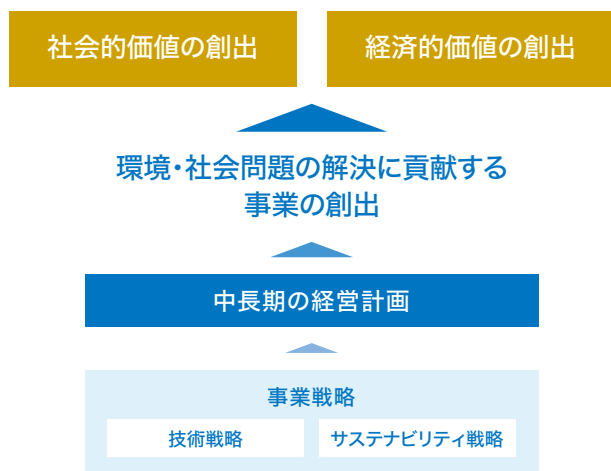 社会的価値の創出
経済的価値の創出
環境・社会問題の解決に貢献する
事業の創出
中長期の経営計画
事業戦略
技術戦略
サステナビリティ戦略